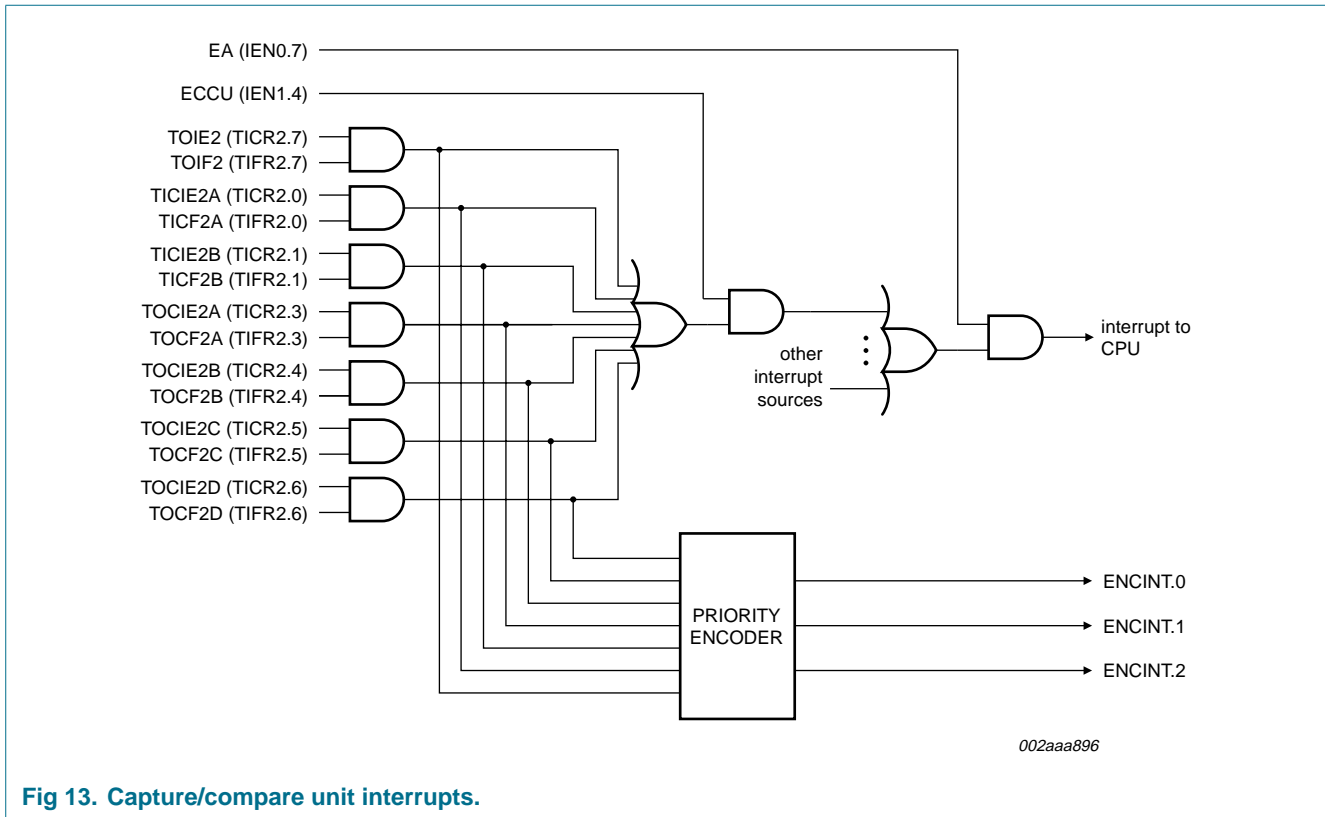 EA (IEN0.7)
ECCU (IEN1.4)
TOIE2 (TICR2.7)
TOIF2 (TIFR2.7)
TICIE2A (TICR2.0)
TICF2A (TIFR2.0)
TICIE2B (TICR2.1)
TICF2B (TIFR2.1)
TOCIE2A (TICR2.3)
TOCF2A (TIFR2.3)
TOCIE2B (TICR2.4)
TOCF2B (TIFR2.4)
TOCIE2C (TICR2.5)
TOCF2C (TIFR2.5)
TOCIE2D (TICR2.6)
TOCF2D (TIFR2.6)
other
interrupt
sources
interrupt to
CPU
PRIORITY
ENCODER
ENCINT.0
ENCINT.1
ENCINT.2
002aaa896
Fig 13. Capture/compare unit interrupts.